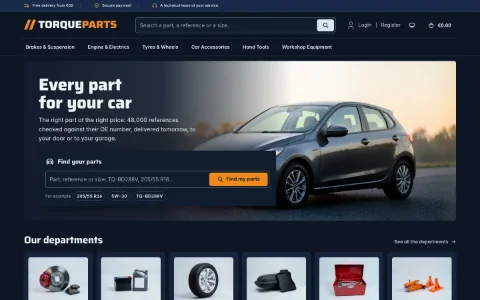 Free delivery from €39
Secure payment
A technical team at your service
TORQUEPARTS
Search a part, a reference or a size...
Login | Register
€0.00
Brakes & Suspension
Engine & Electrics
Tyres & Wheels
Car Accessories
Hand Tools
Workshop Equipment
Every part
for your car
The right part at the right price: 48,000 references
checked against their OE number, delivered tomorrow, to
your door or to your garage.
Find your parts
Part, reference or size: TQ-BD288V, 205/55 R16...
Find my parts
For example
205/55 R16
5W-30
TQ-BD288V
Our departments
See all the departments